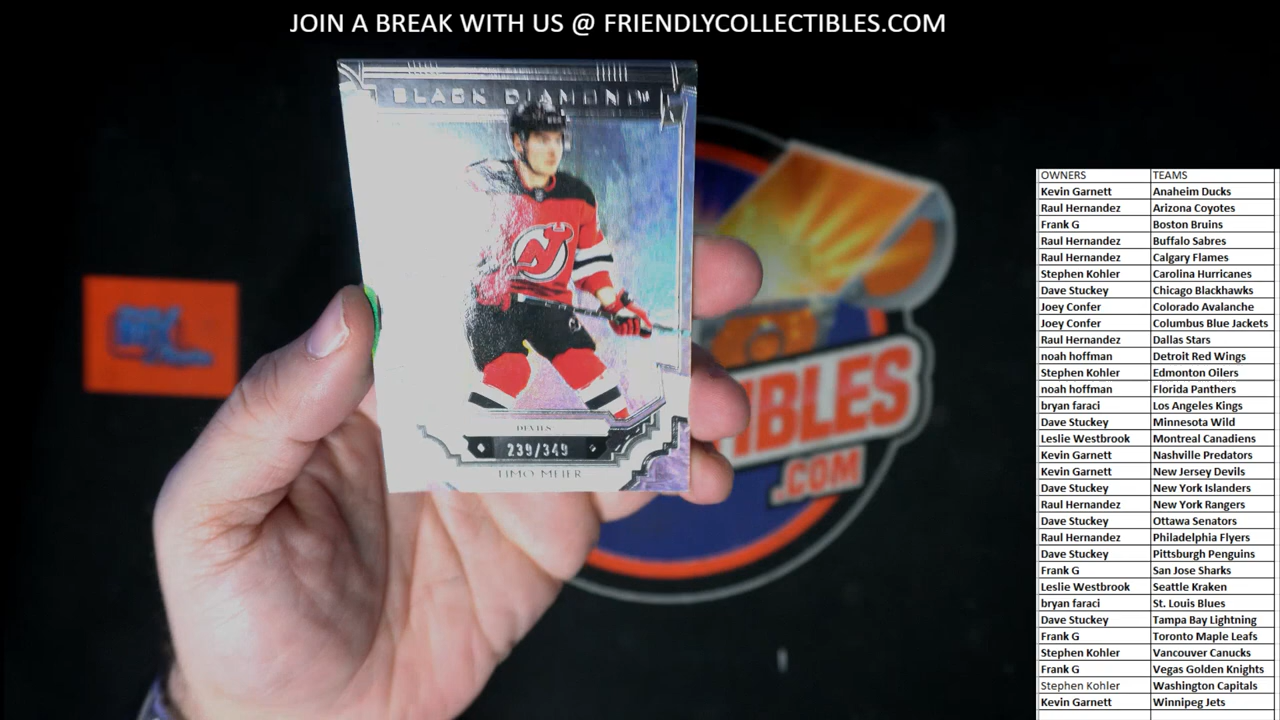 JOIN A BREAK WITH US @ FRIENDLYCOLLECTIBLES.COM
BLACK DIAMOND
DEVILS
239/349
TIMO MEIER
TIBLES
.COM
OWNERS TEAMS
Kevin Garnett Anaheim Ducks
Raul Hernandez Arizona Coyotes
Frank G Boston Bruins
Raul Hernandez Buffalo Sabres
Raul Hernandez Calgary Flames
Stephen Kohler Carolina Hurricanes
Dave Stuckey Chicago Blackhawks
Joey Confer Colorado Avalanche
Joey Confer Columbus Blue Jackets
Raul Hernandez Dallas Stars
noah hoffman Detroit Red Wings
Stephen Kohler Edmonton Oilers
noah hoffman Florida Panthers
bryan faraci Los Angeles Kings
Dave Stuckey Minnesota Wild
Leslie Westbrook Montreal Canadiens
Kevin Garnett Nashville Predators
Kevin Garnett New Jersey Devils
Dave Stuckey New York Islanders
Raul Hernandez New York Rangers
Dave Stuckey Ottawa Senators
Raul Hernandez Philadelphia Flyers
Dave Stuckey Pittsburgh Penguins
Frank G San Jose Sharks
Leslie Westbrook Seattle Kraken
bryan faraci St. Louis Blues
Dave Stuckey Tampa Bay Lightning
Frank G Toronto Maple Leafs
Stephen Kohler Vancouver Canucks
Frank G Vegas Golden Knights
Stephen Kohler Washington Capitals
Kevin Garnett Winnipeg Jets